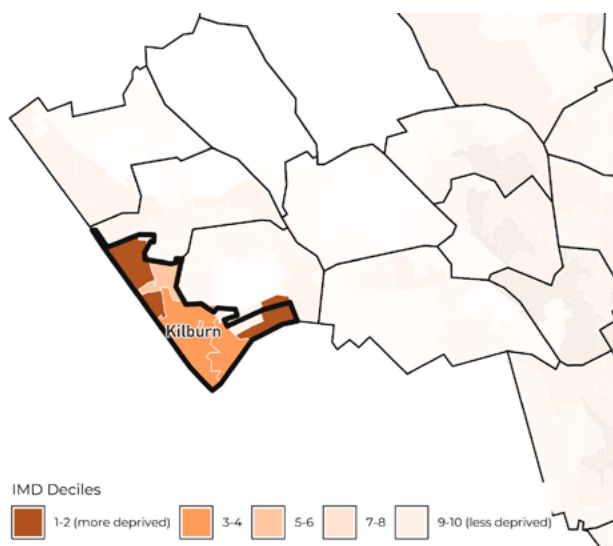 Kilburn
IMD Deciles
1-2 (more deprived) 3-4 5-6 7-8 9-10 (less deprived)